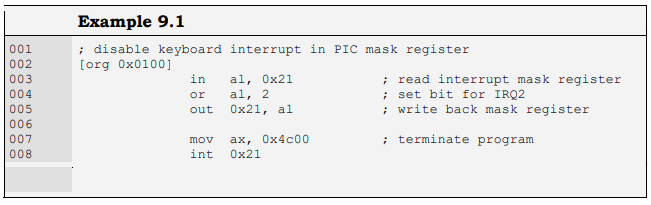 Example 9.1
001 ; disable keyboard interrupt in PIC mask register
002 [org 0x0100]
003 in al, 0x21 ; read interrupt mask register
004 or al, 2 ; set bit for IRQ2
005 out 0x21, al ; write back mask register
006
007 mov ax, 0x4c00 ; terminate program
008 int 0x21